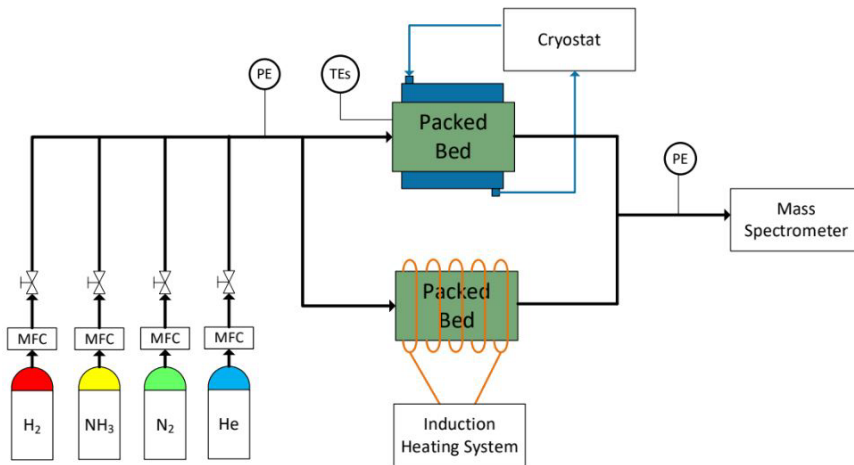 PE
TEs
Cryostat
Packed
Bed
PE
Mass
Spectrometer
Packed
Bed
MFC
MFC
MFC
MFC
H₂
NH₃
N₂
He
Induction
Heating System